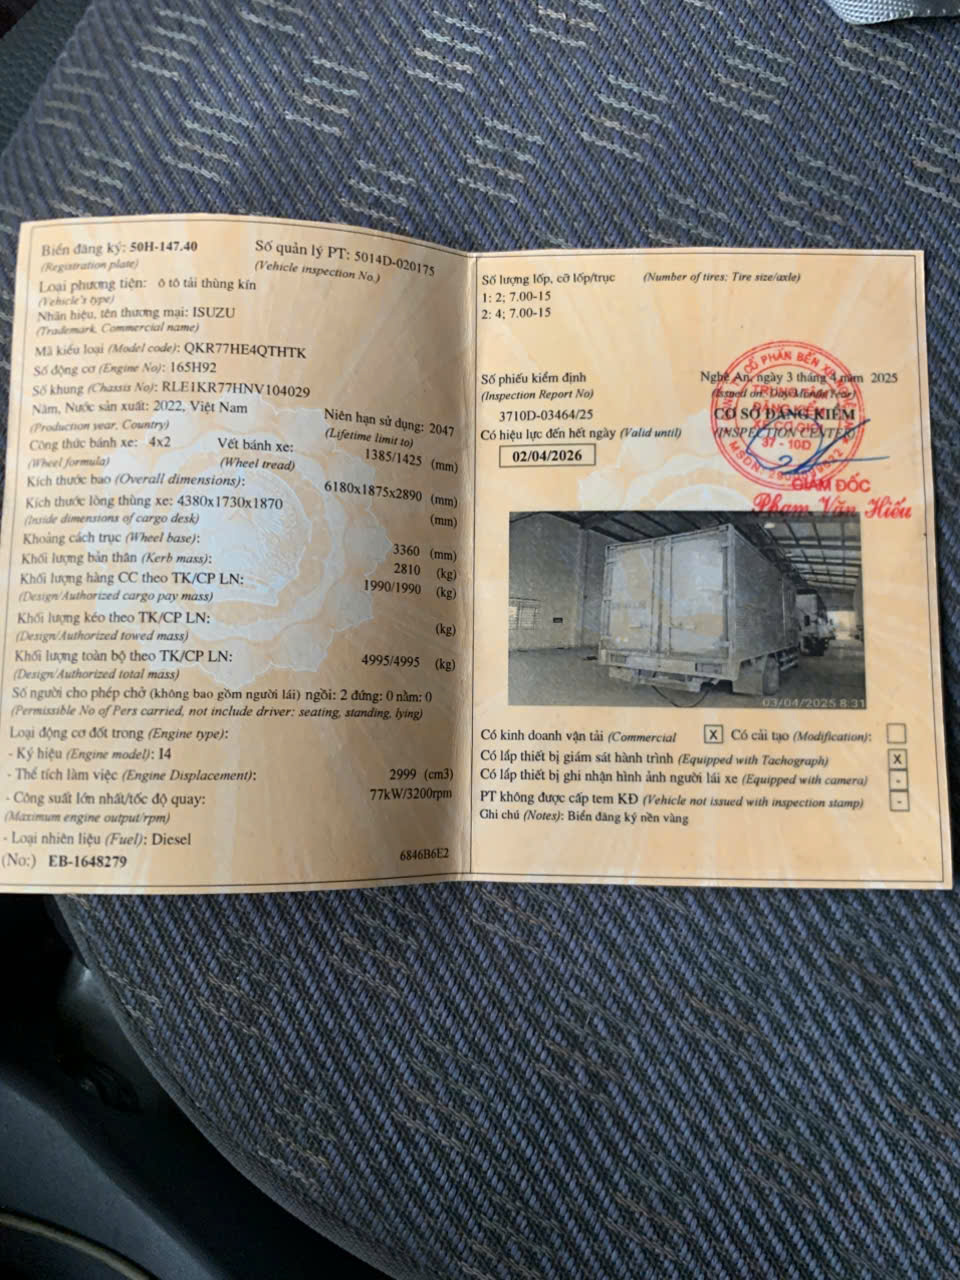 Biển đăng ký: 50H-147.40 Số quản lý PT: 5014D-020175
(Registration plate) (Vehicle inspection No.)
Loại phương tiện: ô tô tải thùng kín
(Vehicle's type)
Nhãn hiệu, tên thương mại: ISUZU
(Trademark, Commercial name)
Mã kiểu loại (Model code): QKR77HE4QTHTK
Số động cơ (Engine No): 165H92
Số khung (Chassis No): RLE1KR77HNV104029
Năm, Nước sản xuất: 2022, Việt Nam Niên hạn sử dụng: 2047
(Production year, Country) (Lifetime limit to)
Công thức bánh xe: 4x2 Vết bánh xe: 1385/1425 (mm)
(Wheel formula) (Wheel tread)
Kích thước bao (Overall dimensions): 6180x1875x2890 (mm)
Kích thước lòng thùng xe: 4380x1730x1870 (mm)
(Inside dimensions of cargo desk)
Khoảng cách trục (Wheel base): 3360 (mm)
Khối lượng bản thân (Kerb mass): 2810 (kg)
Khối lượng hàng CC theo TK/CP LN: 1990/1990 (kg)
(Design/Authorized cargo pay mass)
Khối lượng kéo theo TK/CP LN: (kg)
(Design/Authorized towed mass)
Khối lượng toàn bộ theo TK/CP LN: 4995/4995 (kg)
(Design/Authorized total mass)
Số người cho phép chở (không bao gồm người lái) ngồi: 2 đứng: 0 nằm: 0
(Permissible No of Pers carried, not include driver: seating, standing, lying)
Loại động cơ đốt trong (Engine type):
- Ký hiệu (Engine model): I4
- Thể tích làm việc (Engine Displacement): 2999 (cm3)
- Công suất lớn nhất/tốc độ quay: 77kW/3200rpm
(Maximum engine output/rpm)
- Loại nhiên liệu (Fuel): Diesel
(No:) EB-1648279 6846B6E2
Số lượng lốp, cỡ lốp/trục (Number of tires: Tire size/axle)
1: 2; 7.00-15
2: 4; 7.00-15
Số phiếu kiểm định
(Inspection Report No)
3710D-03464/25
Có hiệu lực đến hết ngày (Valid until)
02/04/2026
Nghệ An, ngày 3 tháng 4 năm 2025
(Issued on: Day/Month/Year)
CƠ SỞ ĐĂNG KIỂM
(INSPECTION CENTER)
37 - 10D
GIÁM ĐỐC
Phạm Văn Hiếu
03/04/2025 8:31
Có kinh doanh vận tải (Commercial X Có cải tạo (Modification):
Có lắp thiết bị giám sát hành trình (Equipped with Tachograph) X
Có lắp thiết bị ghi nhận hình ảnh người lái xe (Equipped with camera) -
PT không được cấp tem KĐ (Vehicle not issued with inspection stamp) -
Ghi chú (Notes): Biển đăng ký nền vàng